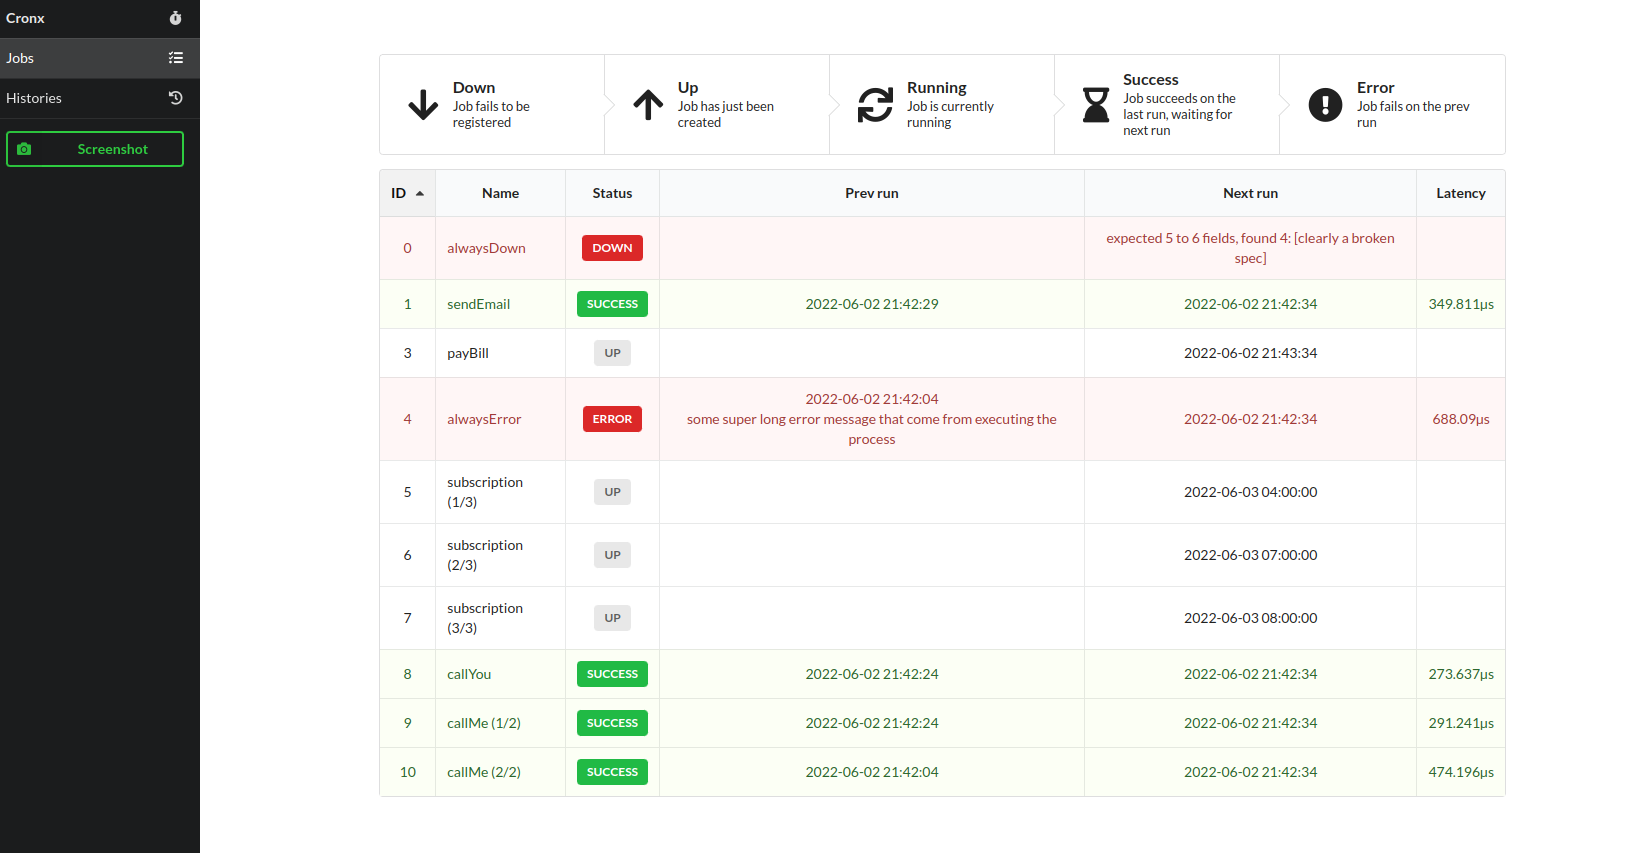 Cronx
Jobs
Histories
Screenshot
Down
Job fails to be
registered
Up
Job has just been
created
Running
Job is currently
running
Success
Job succeeds on the
last run, waiting for
next run
Error
Job fails on the prev
run
ID Name Status Prev run Next run Latency
0 alwaysDown DOWN expected 5 to 6 fields, found 4: [clearly a broken
spec]
1 sendEmail SUCCESS 2022-06-02 21:42:29 2022-06-02 21:42:34 349.811µs
3 payBill UP 2022-06-02 21:43:34
2022-06-02 21:42:04
4 alwaysError ERROR some super long error message that come from executing the 2022-06-02 21:42:34 688.09µs
process
subscription
5 UP 2022-06-03 04:00:00
(1/3)
subscription
6 UP 2022-06-03 07:00:00
(2/3)
subscription
7 UP 2022-06-03 08:00:00
(3/3)
8 callYou SUCCESS 2022-06-02 21:42:24 2022-06-02 21:42:34 273.637µs
9 callMe (1/2) SUCCESS 2022-06-02 21:42:24 2022-06-02 21:42:34 291.241µs
10 callMe (2/2) SUCCESS 2022-06-02 21:42:04 2022-06-02 21:42:34 474.196µs